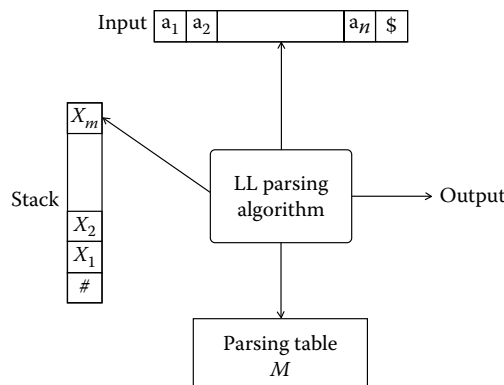 Input a₁ a₂ aₙ $
Xₘ
LL parsing
algorithm
Stack
Output
X₂
X₁
#
Parsing table
M